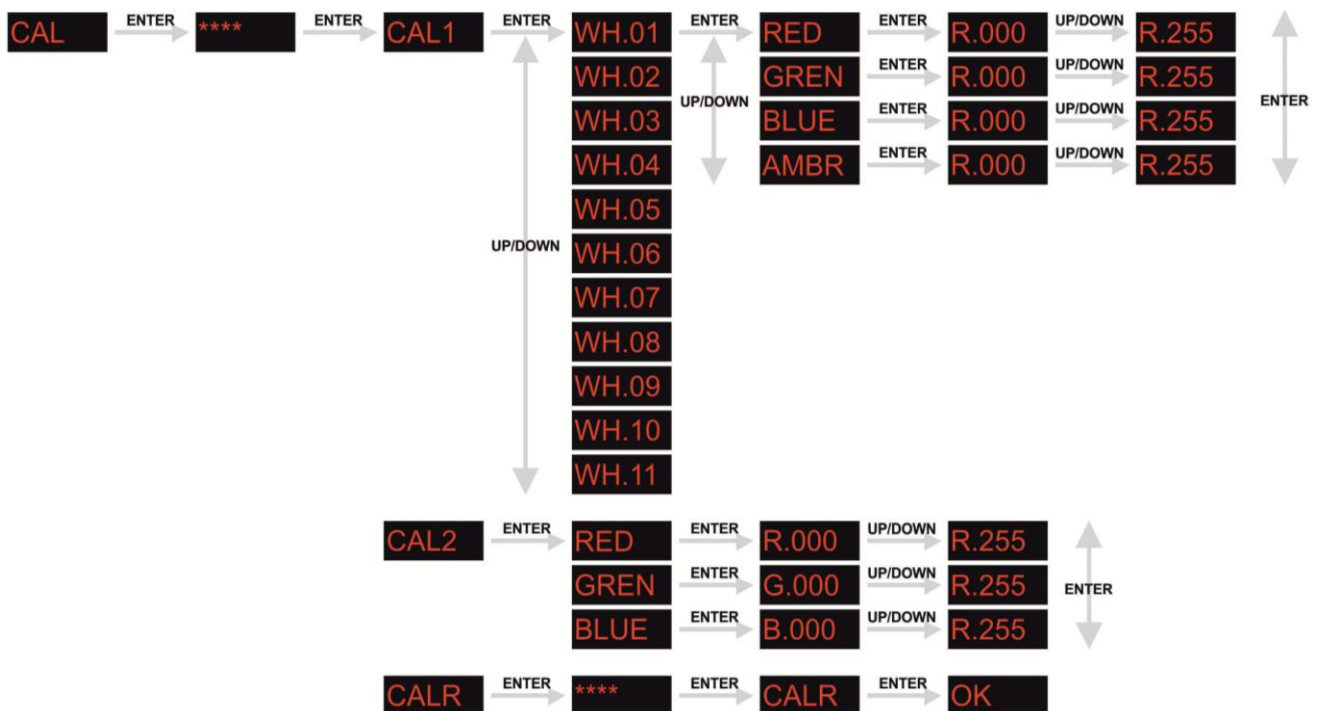 CAL ENTER **** ENTER CAL1 ENTER WH.01 ENTER RED ENTER R.000 UP/DOWN R.255
WH.02 GREN ENTER R.000 UP/DOWN R.255
UP/DOWN ENTER
WH.03 BLUE ENTER R.000 UP/DOWN R.255
WH.04 AMBR ENTER R.000 UP/DOWN R.255
WH.05
UP/DOWN WH.06
WH.07
WH.08
WH.09
WH.10
WH.11
CAL2 ENTER RED ENTER R.000 UP/DOWN R.255
GREN ENTER G.000 UP/DOWN R.255 ENTER
BLUE ENTER B.000 UP/DOWN R.255
CALR ENTER **** ENTER CALR ENTER OK